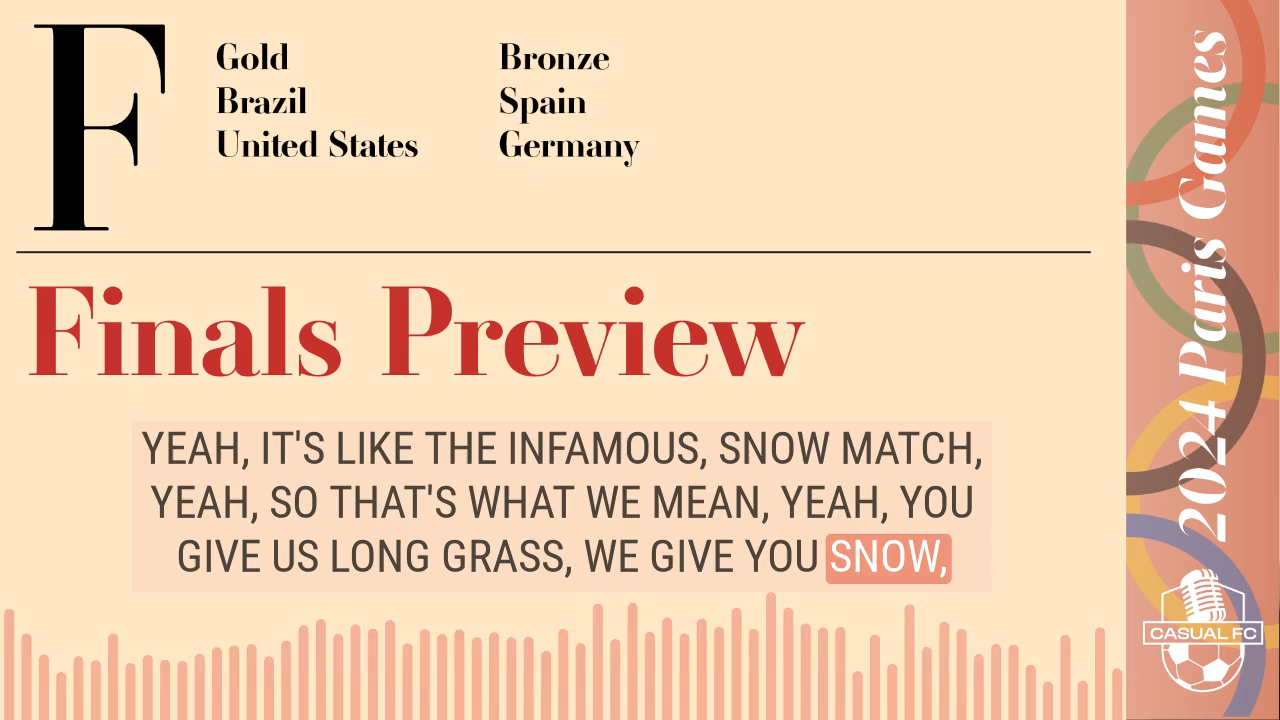 F
Gold
Brazil
United States
Bronze
Spain
Germany
Finals Preview
YEAH, IT'S LIKE THE INFAMOUS, SNOW MATCH,
YEAH, SO THAT'S WHAT WE MEAN, YEAH, YOU
GIVE US LONG GRASS, WE GIVE YOU SNOW,
2024 Paris Games
CASUAL FC